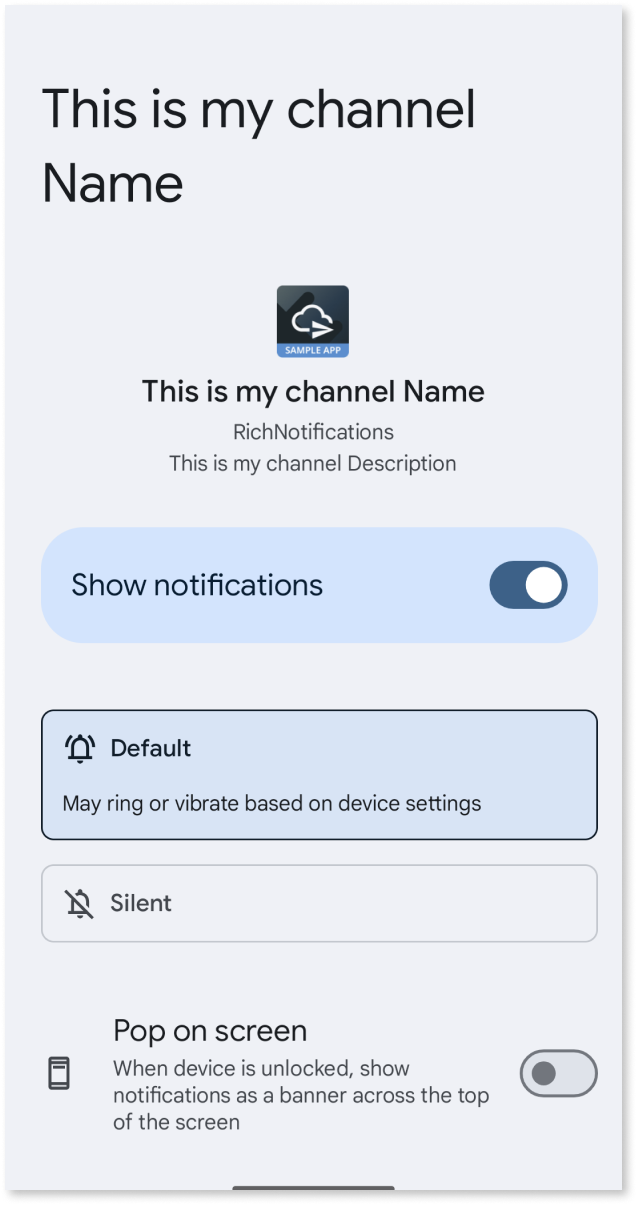 This is my channel
Name
SAMPLE APP
This is my channel Name
RichNotifications
This is my channel Description
Show notifications
Default
May ring or vibrate based on device settings
Silent
Pop on screen
When device is unlocked, show
notifications as a banner across the top
of the screen